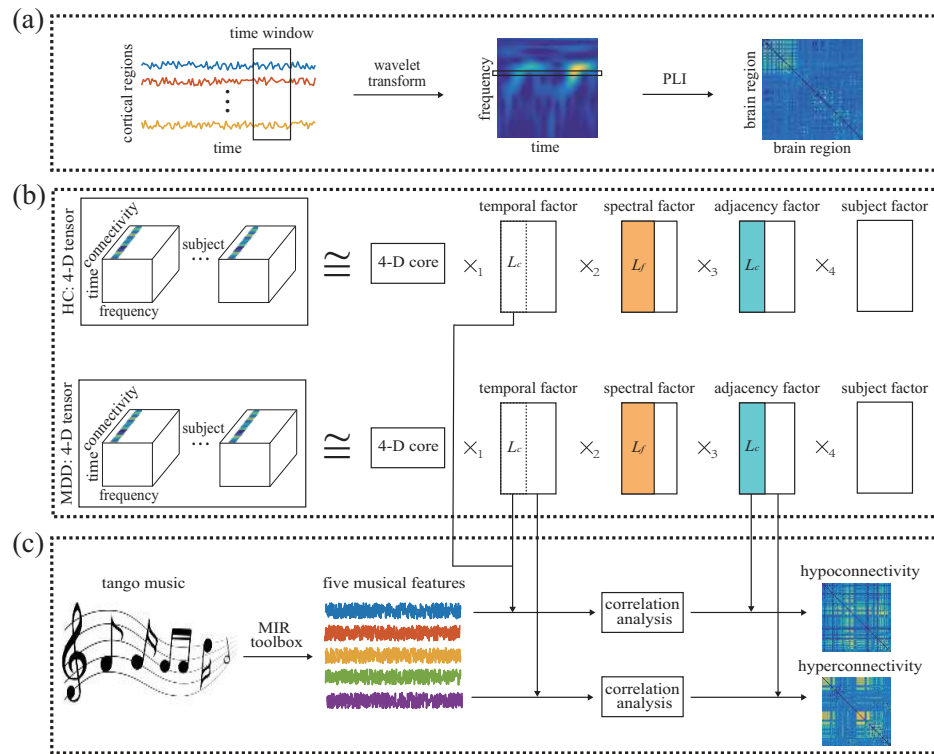 (a)
cortical regions
time window
time
wavelet
transform
frequency
time
PLI
brain region
brain region
(b)
HC: 4-D tensor
time
connectivity
subject
...
frequency
≅
4-D core
×1
temporal factor
Lc
×2
spectral factor
Lf
×3
adjacency factor
Lc
×4
subject factor
MDD: 4-D tensor
time
connectivity
subject
...
frequency
≅
4-D core
×1
temporal factor
Lc
×2
spectral factor
Lf
×3
adjacency factor
Lc
×4
subject factor
(c)
tango music
MIR
toolbox
five musical features
correlation
analysis
hypoconnectivity
correlation
analysis
hyperconnectivity